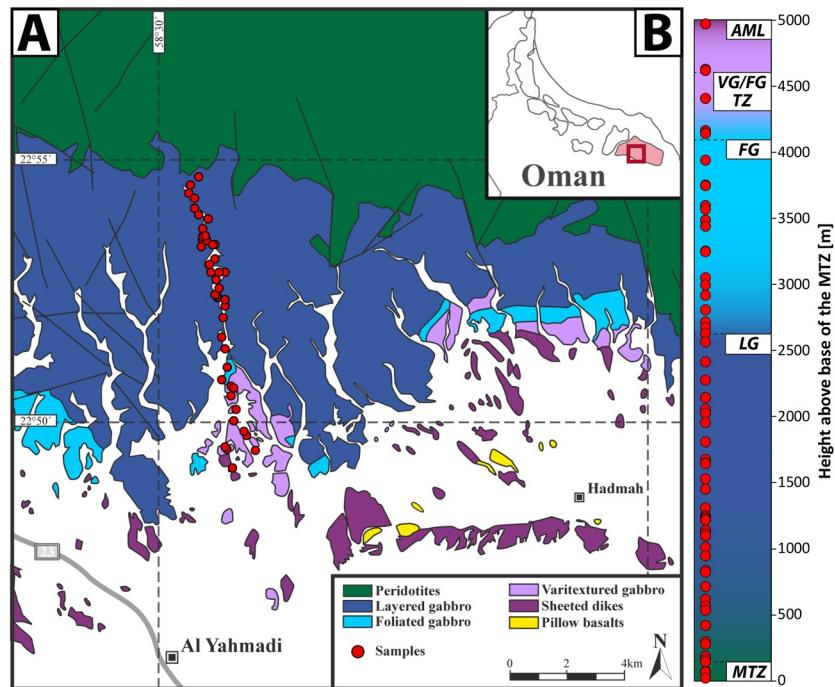 A
B
58°30´
22°55´
22°50´
Oman
Hadmah
23
Al Yahmadi
Peridotites
Layered gabbro
Foliated gabbro
Samples
Varitextured gabbro
Sheeted dikes
Pillow basalts
N
0 2 4km
AML
VG/FG
TZ
FG
LG
MTZ
5000
4500
4000
3500
3000
2500
2000
1500
1000
500
0
Height above base of the MTZ [m]